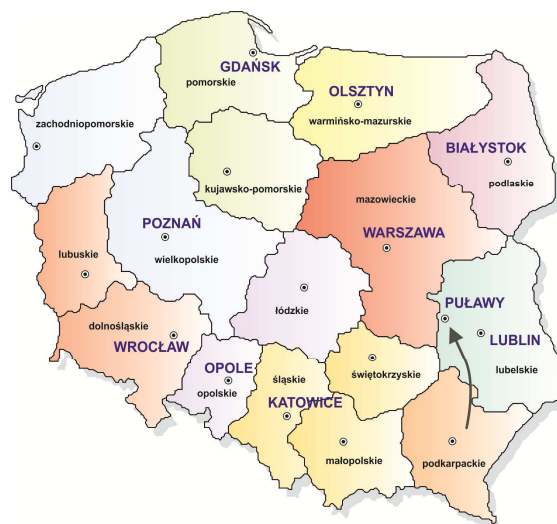 GDAŃSK
pomorskie
OLSZTYN
warmińsko-mazurskie
zachodniopomorskie
BIAŁYSTOK
podlaskie
kujawsko-pomorskie
mazowieckie
POZNAŃ
wielkopolskie
WARSZAWA
lubuskie
łódzkie
PUŁAWY
dolnośląskie
WROCŁAW
LUBLIN
lubelskie
OPOLE
opolskie
śląskie
świętokrzyskie
KATOWICE
małopolskie
podkarpackie